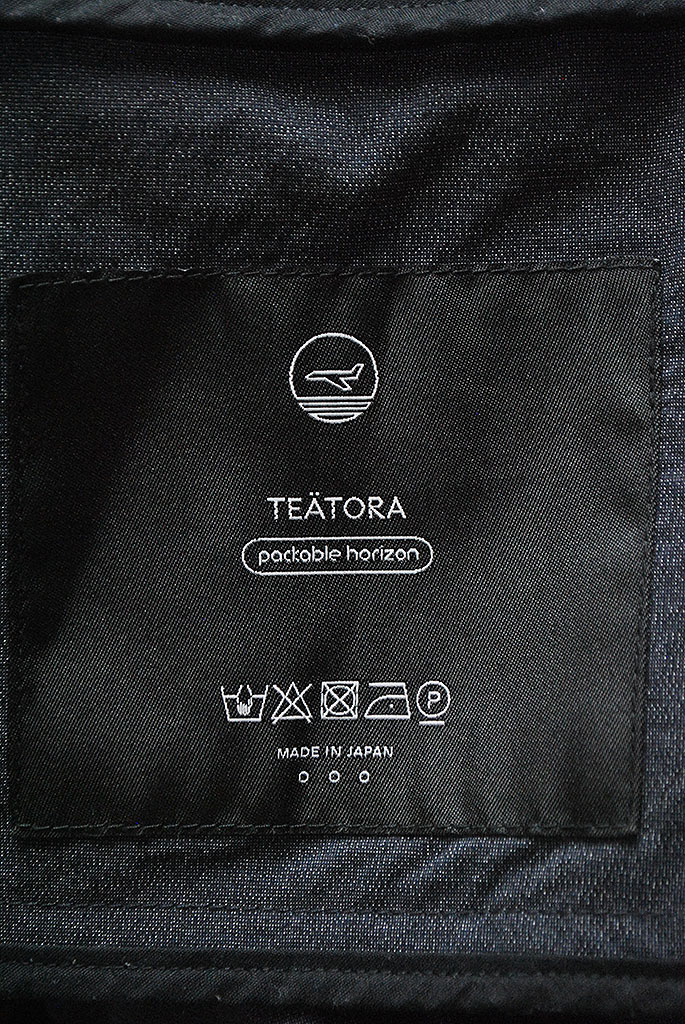 TEÄTORA
packable horizon
P
MADE IN JAPAN